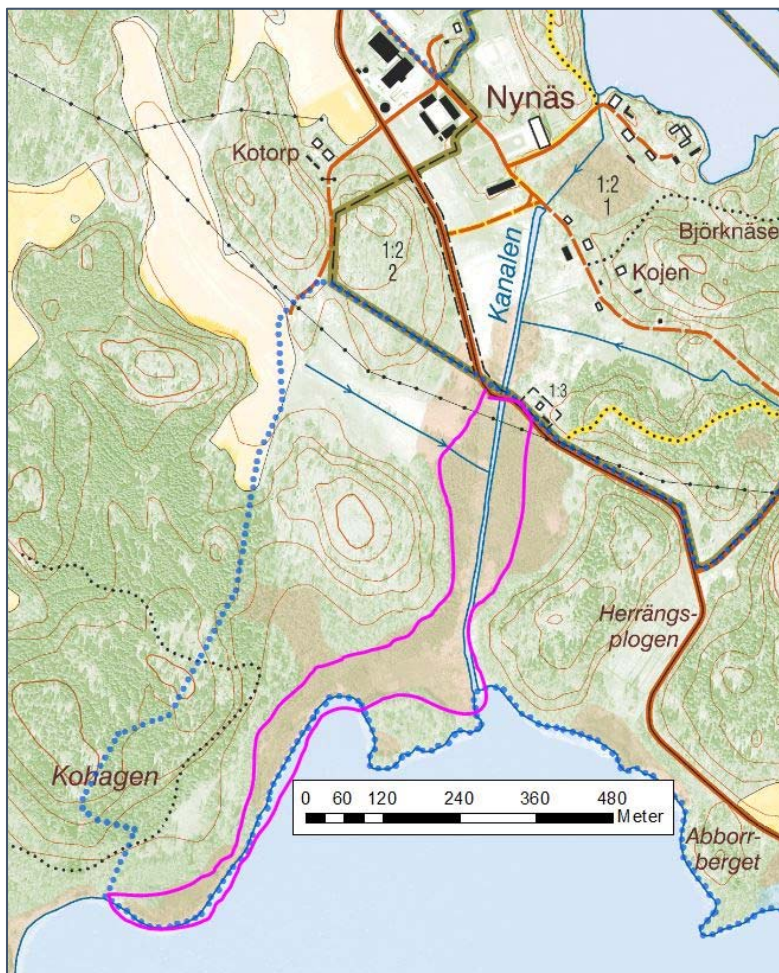 Nynäs
Kotorp
1:2
1
Björknäse
1:2
2
Kanalen
Kojen
1:3
Herrängs-
plogen
Kohagen
0 60 120 240 360 480
Meter
Abborr-
berget